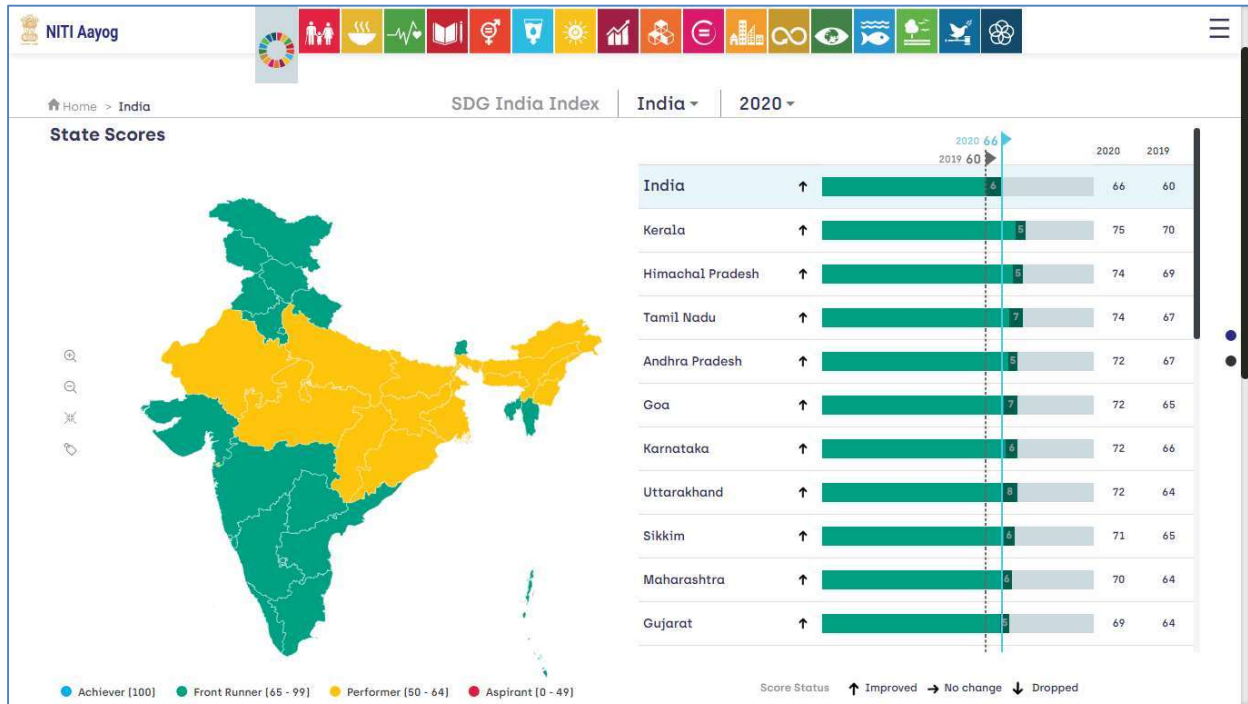 NITI Aayog
Home > India
SDG India Index India 2020
State Scores
2020 66
2019 60
2020 2019
India 6 66 60
Kerala 5 75 70
Himachal Pradesh 5 74 69
Tamil Nadu 7 74 67
Andhra Pradesh 5 72 67
Goa 7 72 65
Karnataka 6 72 66
Uttarakhand 8 72 64
Sikkim 6 71 65
Maharashtra 6 70 64
Gujarat 5 69 64
Achiever (100) Front Runner (65 - 99) Performer (50 - 64) Aspirant (0 - 49)
Score Status Improved No change Dropped